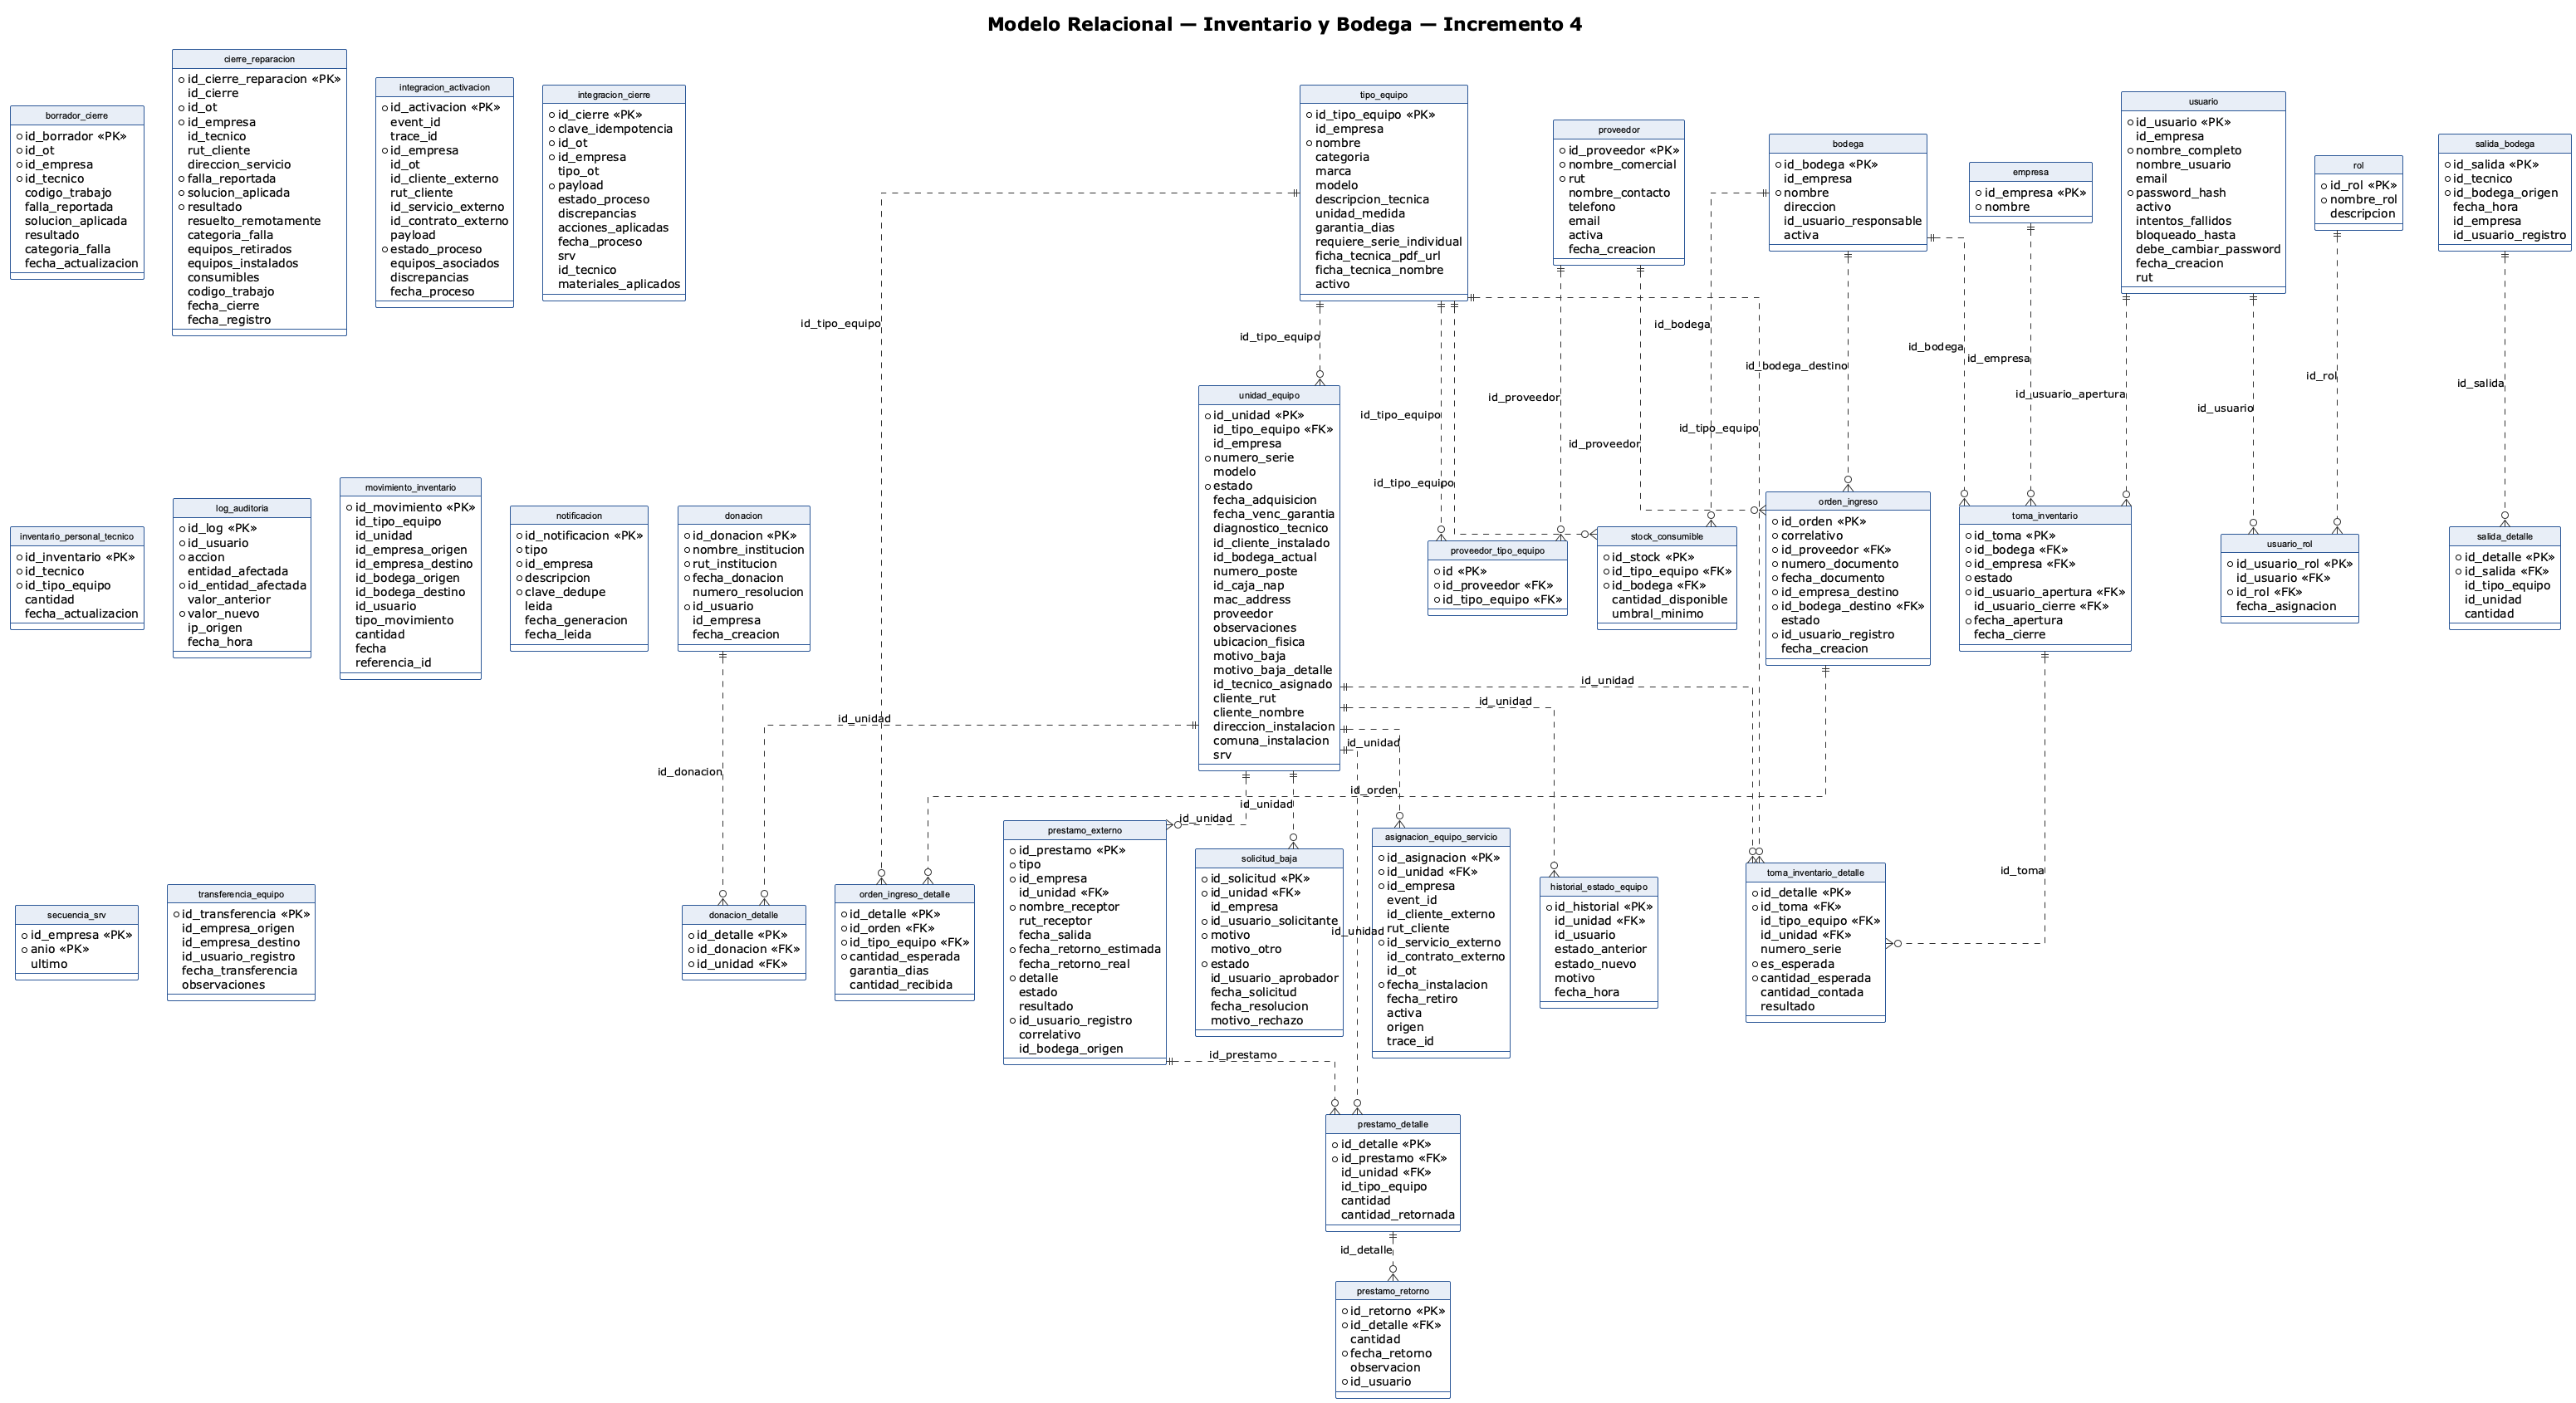 Modelo Relacional — Inventario y Bodega — Incremento 4
borrador_cierre
id_borrador «PK»
id_ot
id_empresa
id_tecnico
codigo_trabajo
falla_reportada
solucion_aplicada
resultado
categoria_falla
fecha_actualizacion
cierre_reparacion
id_cierre_reparacion «PK»
id_cierre
id_ot
id_empresa
id_tecnico
rut_cliente
direccion_servicio
falla_reportada
solucion_aplicada
resultado
resuelto_remotamente
categoria_falla
equipos_retirados
equipos_instalados
consumibles
codigo_trabajo
fecha_cierre
fecha_registro
integracion_activacion
id_activacion «PK»
event_id
trace_id
id_empresa
id_ot
id_cliente_externo
rut_cliente
id_servicio_externo
id_contrato_externo
payload
estado_proceso
equipos_asociados
discrepancias
fecha_proceso
integracion_cierre
id_cierre «PK»
clave_idempotencia
id_ot
id_empresa
tipo_ot
payload
estado_proceso
discrepancias
acciones_aplicadas
fecha_proceso
srv
id_tecnico
materiales_aplicados
tipo_equipo
id_tipo_equipo «PK»
id_empresa
nombre
categoria
marca
modelo
descripcion_tecnica
unidad_medida
garantia_dias
requiere_serie_individual
ficha_tecnica_pdf_url
ficha_tecnica_nombre
activo
proveedor
id_proveedor «PK»
nombre_comercial
rut
nombre_contacto
telefono
email
activa
fecha_creacion
bodega
id_bodega «PK»
id_empresa
nombre
direccion
id_usuario_responsable
activa
empresa
id_empresa «PK»
nombre
usuario
id_usuario «PK»
id_empresa
nombre_completo
nombre_usuario
email
password_hash
activo
intentos_fallidos
bloqueado_hasta
debe_cambiar_password
fecha_creacion
rut
rol
id_rol «PK»
nombre_rol
descripcion
salida_bodega
id_salida «PK»
id_tecnico
id_bodega_origen
fecha_hora
id_empresa
id_usuario_registro
id_tipo_equipo
id_tipo_equipo
id_bodega
id_bodega_destino
id_bodega
id_empresa
id_usuario_apertura
id_rol
id_salida
id_usuario
id_proveedor
id_tipo_equipo
id_proveedor
id_tipo_equipo
id_tipo_equipo
inventario_personal_tecnico
id_inventario «PK»
id_tecnico
id_tipo_equipo
cantidad
fecha_actualizacion
log_auditoria
id_log «PK»
id_usuario
accion
entidad_afectada
id_entidad_afectada
valor_anterior
valor_nuevo
ip_origen
fecha_hora
movimiento_inventario
id_movimiento «PK»
id_tipo_equipo
id_unidad
id_empresa_origen
id_empresa_destino
id_bodega_origen
id_bodega_destino
id_usuario
tipo_movimiento
cantidad
fecha
referencia_id
notificacion
id_notificacion «PK»
tipo
id_empresa
descripcion
clave_dedupe
leida
fecha_generacion
fecha_leida
donacion
id_donacion «PK»
nombre_institucion
rut_institucion
fecha_donacion
numero_resolucion
id_usuario
id_empresa
fecha_creacion
unidad_equipo
id_unidad «PK»
id_tipo_equipo «FK»
id_empresa
numero_serie
modelo
estado
fecha_adquisicion
fecha_venc_garantia
diagnostico_tecnico
id_cliente_instalado
id_bodega_actual
numero_poste
id_caja_nap
mac_address
proveedor
observaciones
ubicacion_fisica
motivo_baja
motivo_baja_detalle
id_tecnico_asignado
cliente_rut
cliente_nombre
direccion_instalacion
comuna_instalacion
srv
proveedor_tipo_equipo
id «PK»
id_proveedor «FK»
id_tipo_equipo «FK»
stock_consumible
id_stock «PK»
id_tipo_equipo «FK»
id_bodega «FK»
cantidad_disponible
umbral_minimo
orden_ingreso
id_orden «PK»
correlativo
id_proveedor «FK»
numero_documento
fecha_documento
id_empresa_destino
id_bodega_destino «FK»
estado
id_usuario_registro
fecha_creacion
toma_inventario
id_toma «PK»
id_bodega «FK»
id_empresa «FK»
estado
id_usuario_apertura «FK»
id_usuario_cierre «FK»
fecha_apertura
fecha_cierre
usuario_rol
id_usuario_rol «PK»
id_usuario «FK»
id_rol «FK»
fecha_asignacion
salida_detalle
id_detalle «PK»
id_salida «FK»
id_tipo_equipo
id_unidad
cantidad
id_unidad
id_unidad
id_unidad
id_unidad
id_donacion
id_orden
id_unidad
id_unidad
id_toma
id_unidad
secuencia_srv
id_empresa «PK»
anio «PK»
ultimo
transferencia_equipo
id_transferencia «PK»
id_empresa_origen
id_empresa_destino
id_usuario_registro
fecha_transferencia
observaciones
donacion_detalle
id_detalle «PK»
id_donacion «FK»
id_unidad «FK»
orden_ingreso_detalle
id_detalle «PK»
id_orden «FK»
id_tipo_equipo «FK»
cantidad_esperada
garantia_dias
cantidad_recibida
prestamo_externo
id_prestamo «PK»
tipo
id_empresa
id_unidad «FK»
nombre_receptor
rut_receptor
fecha_salida
fecha_retorno_estimada
fecha_retorno_real
detalle
estado
resultado
id_usuario_registro
correlativo
id_bodega_origen
solicitud_baja
id_solicitud «PK»
id_unidad «FK»
id_empresa
id_usuario_solicitante
motivo
motivo_otro
estado
id_usuario_aprobador
fecha_solicitud
fecha_resolucion
motivo_rechazo
asignacion_equipo_servicio
id_asignacion «PK»
id_unidad «FK»
id_empresa
event_id
id_cliente_externo
rut_cliente
id_servicio_externo
id_contrato_externo
id_ot
fecha_instalacion
fecha_retiro
activa
origen
trace_id
historial_estado_equipo
id_historial «PK»
id_unidad «FK»
id_usuario
estado_anterior
estado_nuevo
motivo
fecha_hora
toma_inventario_detalle
id_detalle «PK»
id_toma «FK»
id_tipo_equipo «FK»
id_unidad «FK»
numero_serie
es_esperada
cantidad_esperada
cantidad_contada
resultado
id_prestamo
prestamo_detalle
id_detalle «PK»
id_prestamo «FK»
id_unidad «FK»
id_tipo_equipo
cantidad
cantidad_retornada
id_detalle
prestamo_retorno
id_retorno «PK»
id_detalle «FK»
cantidad
fecha_retorno
observacion
id_usuario